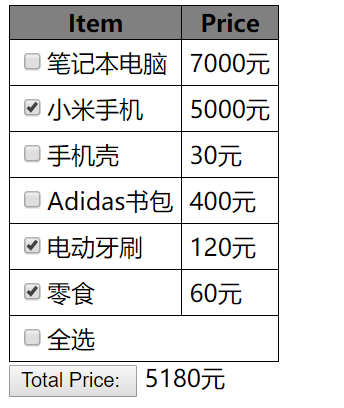 Item Price
笔记本电脑 7000元
小米手机 5000元
手机壳 30元
Adidas书包 400元
电动牙刷 120元
零食 60元
全选
Total Price: 5180元